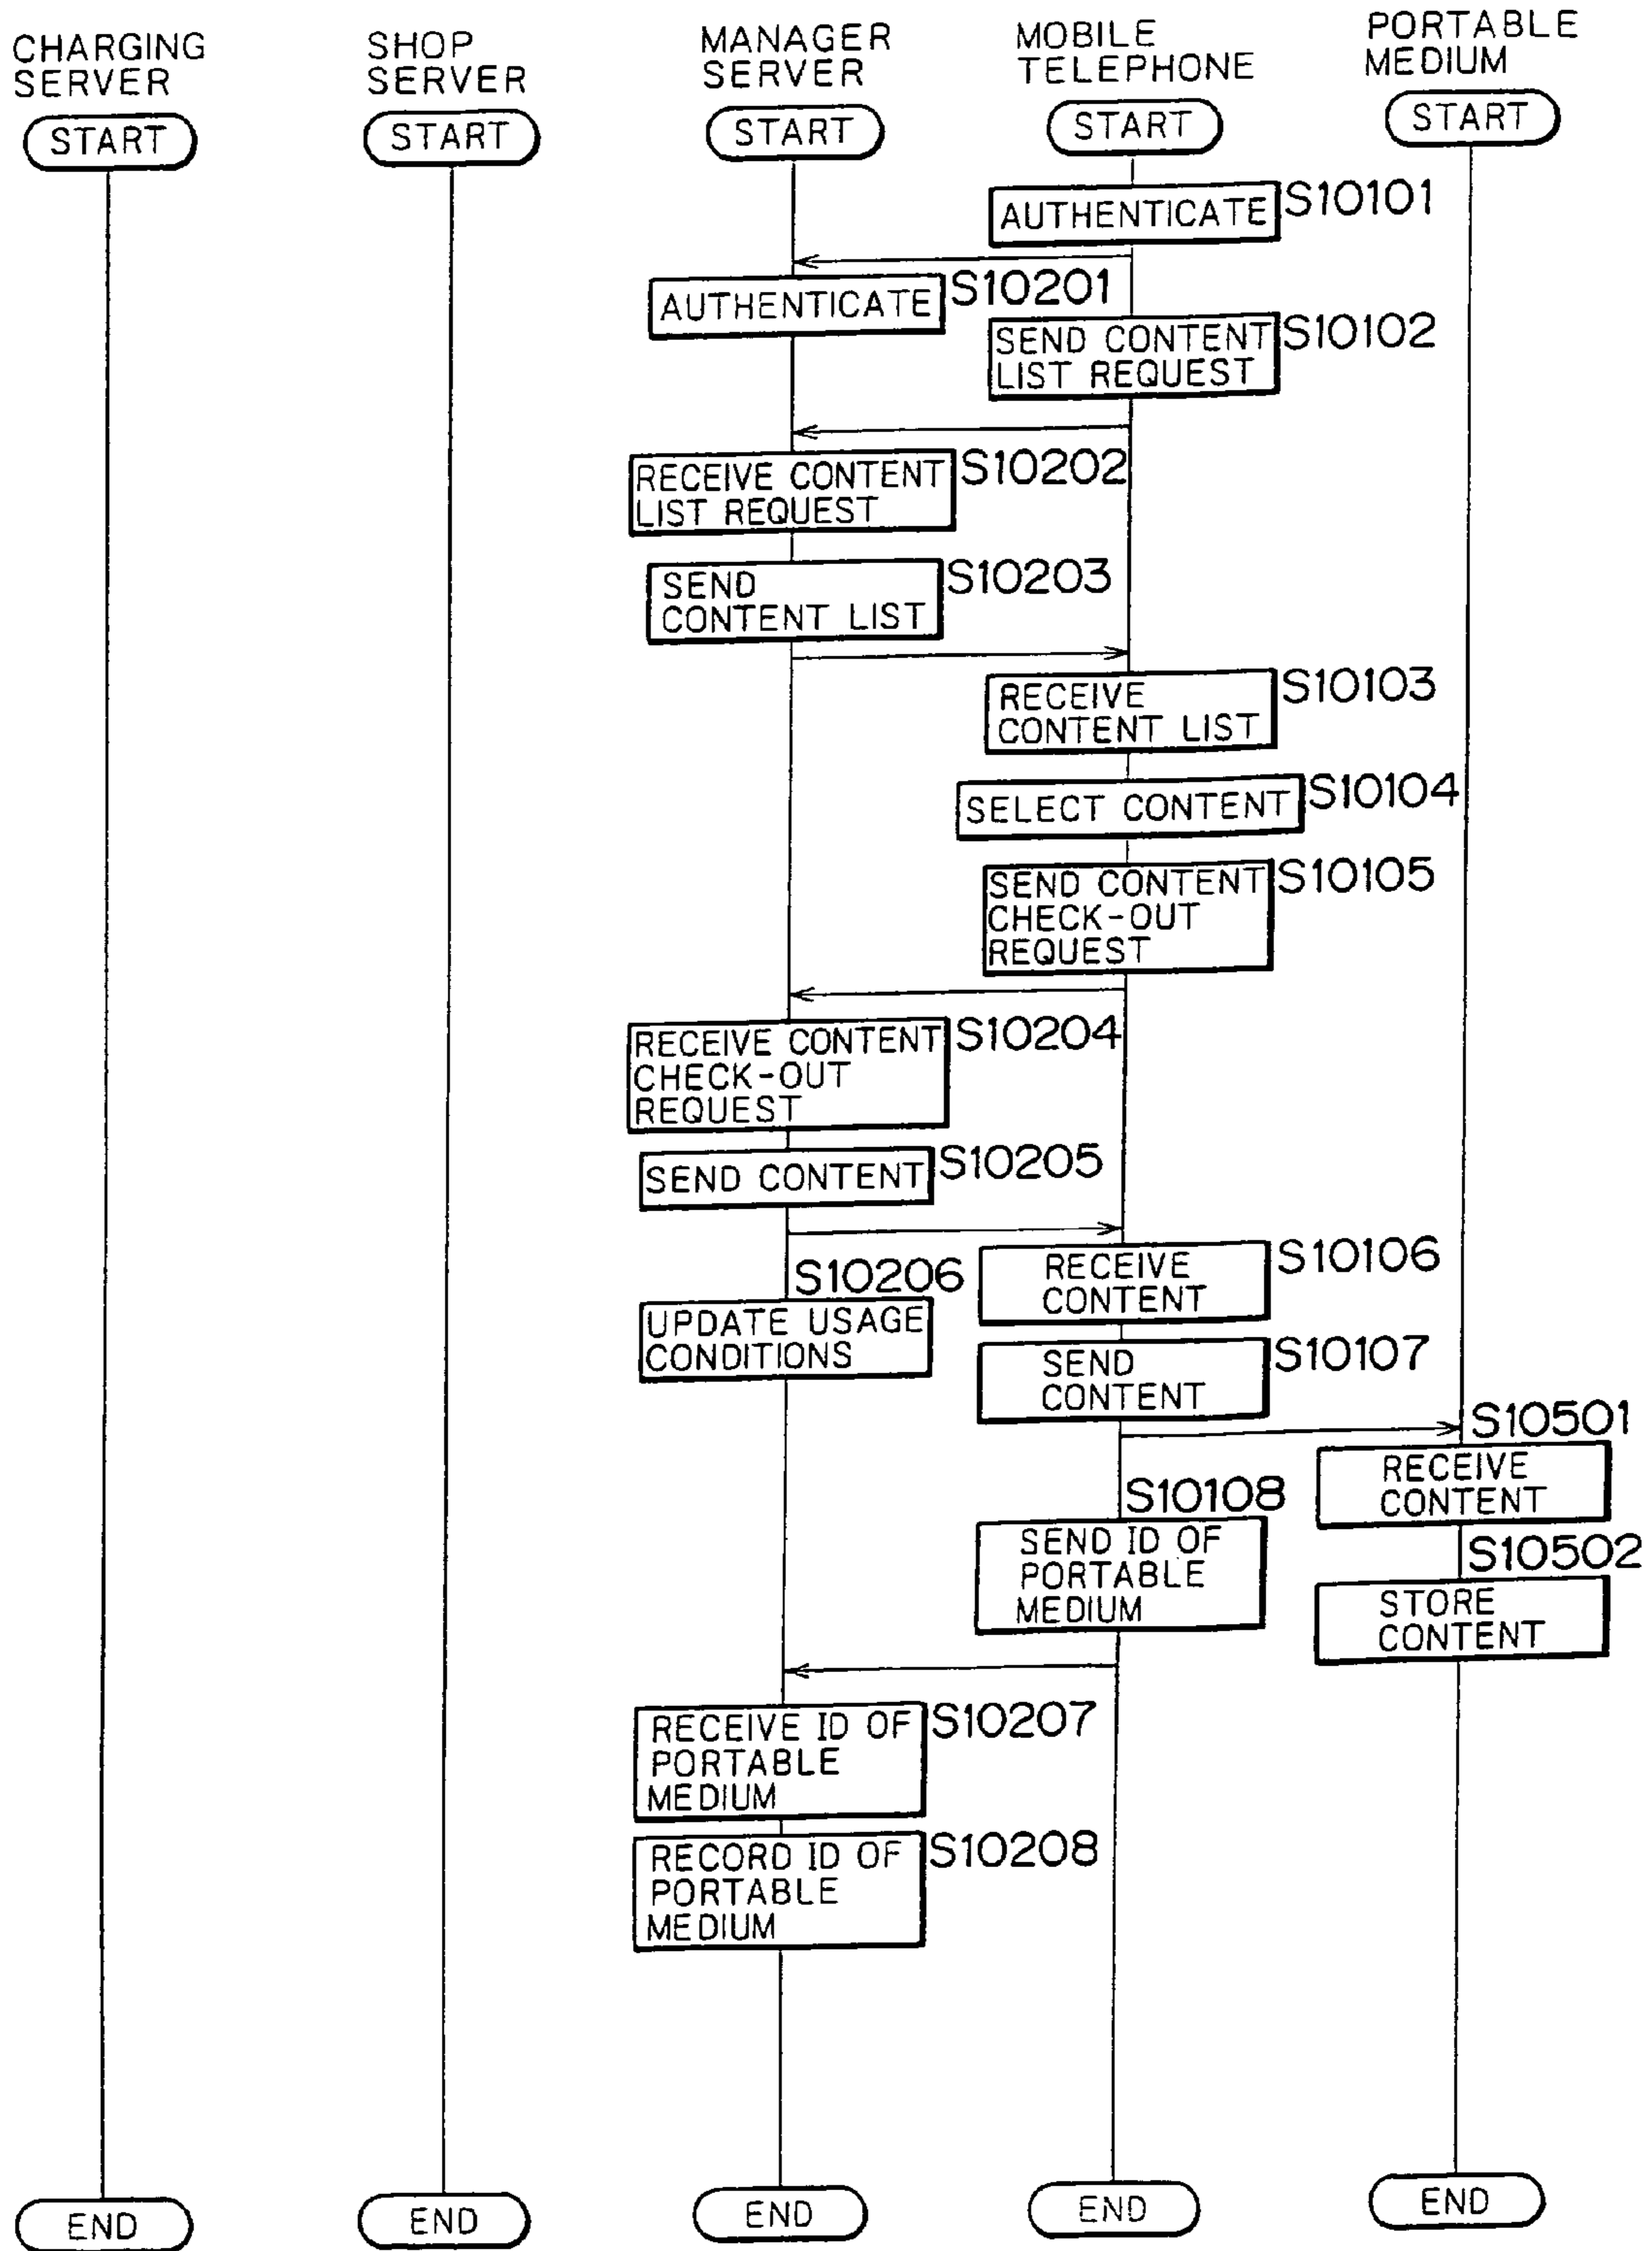 CHARGING
SERVER
SHOP
SERVER
MANAGER
SERVER
MOBILE
TELEPHONE
PORTABLE
MEDIUM
START
START
START
START
START
AUTHENTICATE
S10101
AUTHENTICATE
S10201
SEND CONTENT
LIST REQUEST
S10102
RECEIVE CONTENT
LIST REQUEST
S10202
SEND
CONTENT LIST
S10203
RECEIVE
CONTENT LIST
S10103
SELECT CONTENT
S10104
SEND CONTENT
CHECK-OUT
REQUEST
S10105
RECEIVE CONTENT
CHECK-OUT
REQUEST
S10204
SEND CONTENT
S10205
RECEIVE
CONTENT
S10106
S10206
UPDATE USAGE
CONDITIONS
SEND
CONTENT
S10107
S10501
RECEIVE
CONTENT
S10108
SEND ID OF
PORTABLE
MEDIUM
S10502
STORE
CONTENT
RECEIVE ID OF
PORTABLE
MEDIUM
S10207
RECORD ID OF
PORTABLE
MEDIUM
S10208
END
END
END
END
END